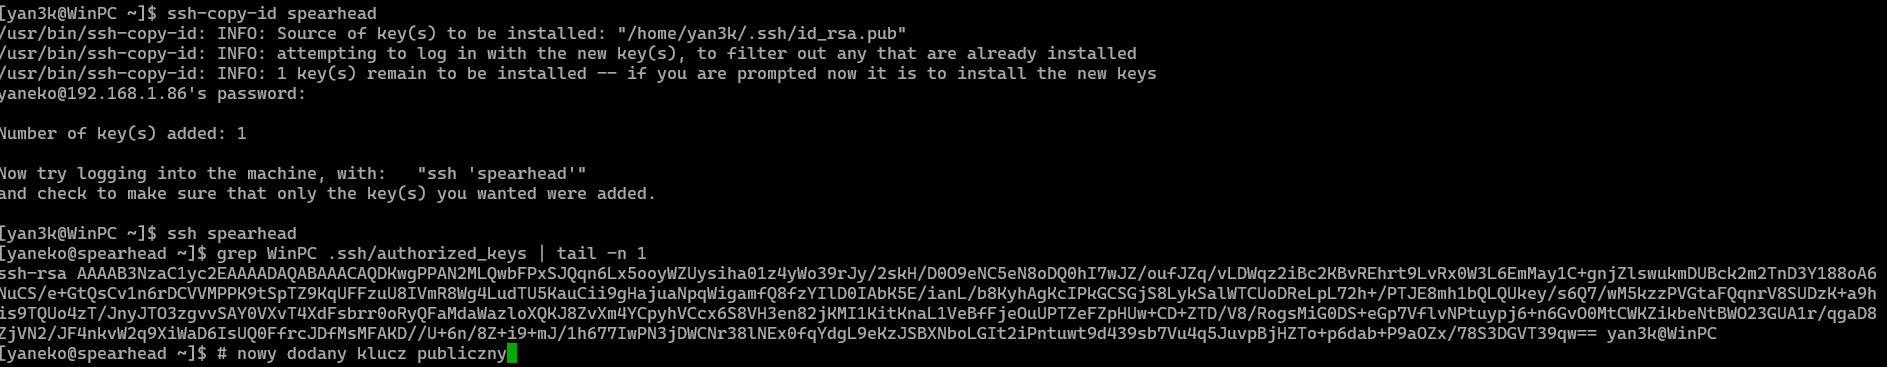 [yan3k@WinPC ~]$ ssh-copy-id spearhead
/usr/bin/ssh-copy-id: INFO: Source of key(s) to be installed: "/home/yan3k/.ssh/id_rsa.pub"
/usr/bin/ssh-copy-id: INFO: attempting to log in with the new key(s), to filter out any that are already installed
/usr/bin/ssh-copy-id: INFO: 1 key(s) remain to be installed -- if you are prompted now it is to install the new keys
yaneko@192.168.1.86's password:
Number of key(s) added: 1
Now try logging into the machine, with:   "ssh 'spearhead'"
and check to make sure that only the key(s) you wanted were added.
[yan3k@WinPC ~]$ ssh spearhead
[yaneko@spearhead ~]$ grep WinPC .ssh/authorized_keys | tail -n 1
ssh-rsa AAAAB3NzaC1yc2EAAAADAQABAAACAQDKwgPPAN2MLQwbFPxSJQqn6Lx5ooyWZUysiha01z4yWo39rJy/2skH/D0O9eNC5eN8oDQ0hI7wJZ/oufJZq/vLDWqz2iBc2KBvREhrt9LvRx0W3L6EmMay1C+gnjZlswukmDUBck2m2TnD3Y188oA6
NuCS/e+GtQsCv1n6rDCVVMPPK9tSpTZ9KqUFFzuU8IVmR8Wg4LudTU5KauCii9gHajuaNpqWigamfQ8fzYIlD0IAbK5E/ianL/b8KyhAgKcIPkGCSGjS8LykSalWTCUoDReLpL72h+/PTJE8mh1bQLQUkey/s6Q7/wM5kzzPVGtaFQqnrV8SUDzK+a9h
is9TQUo4zT/JnyJTO3zgvvSAY0VXvT4XdFsbrr0oRyQFaMdaWazloXQKJ8ZvXm4YCpyhVCcx6S8VH3en82jKMI1KitKnaL1VeBfFjeOuUPTZeFZpHUw+CD+ZTD/V8/RogsMiG0DS+eGp7VflvNPtuypj6+n6GvO0MtCWKZikbeNtBWO23GUA1r/qgaD8
ZjVN2/JF4nkvW2q9XiWaD6IsUQ0FfrcJDfMsMFAKD//U+6n/8Z+i9+mJ/1h677IwPN3jDWCNr38lNEx0fqYdgL9eKzJSBXNboLGIt2iPntuwt9d439sb7Vu4q5JuvpBjHZTo+p6dab+P9aOZx/78S3DGVT39qw== yan3k@WinPC
[yaneko@spearhead ~]$ # nowy dodany klucz publiczny